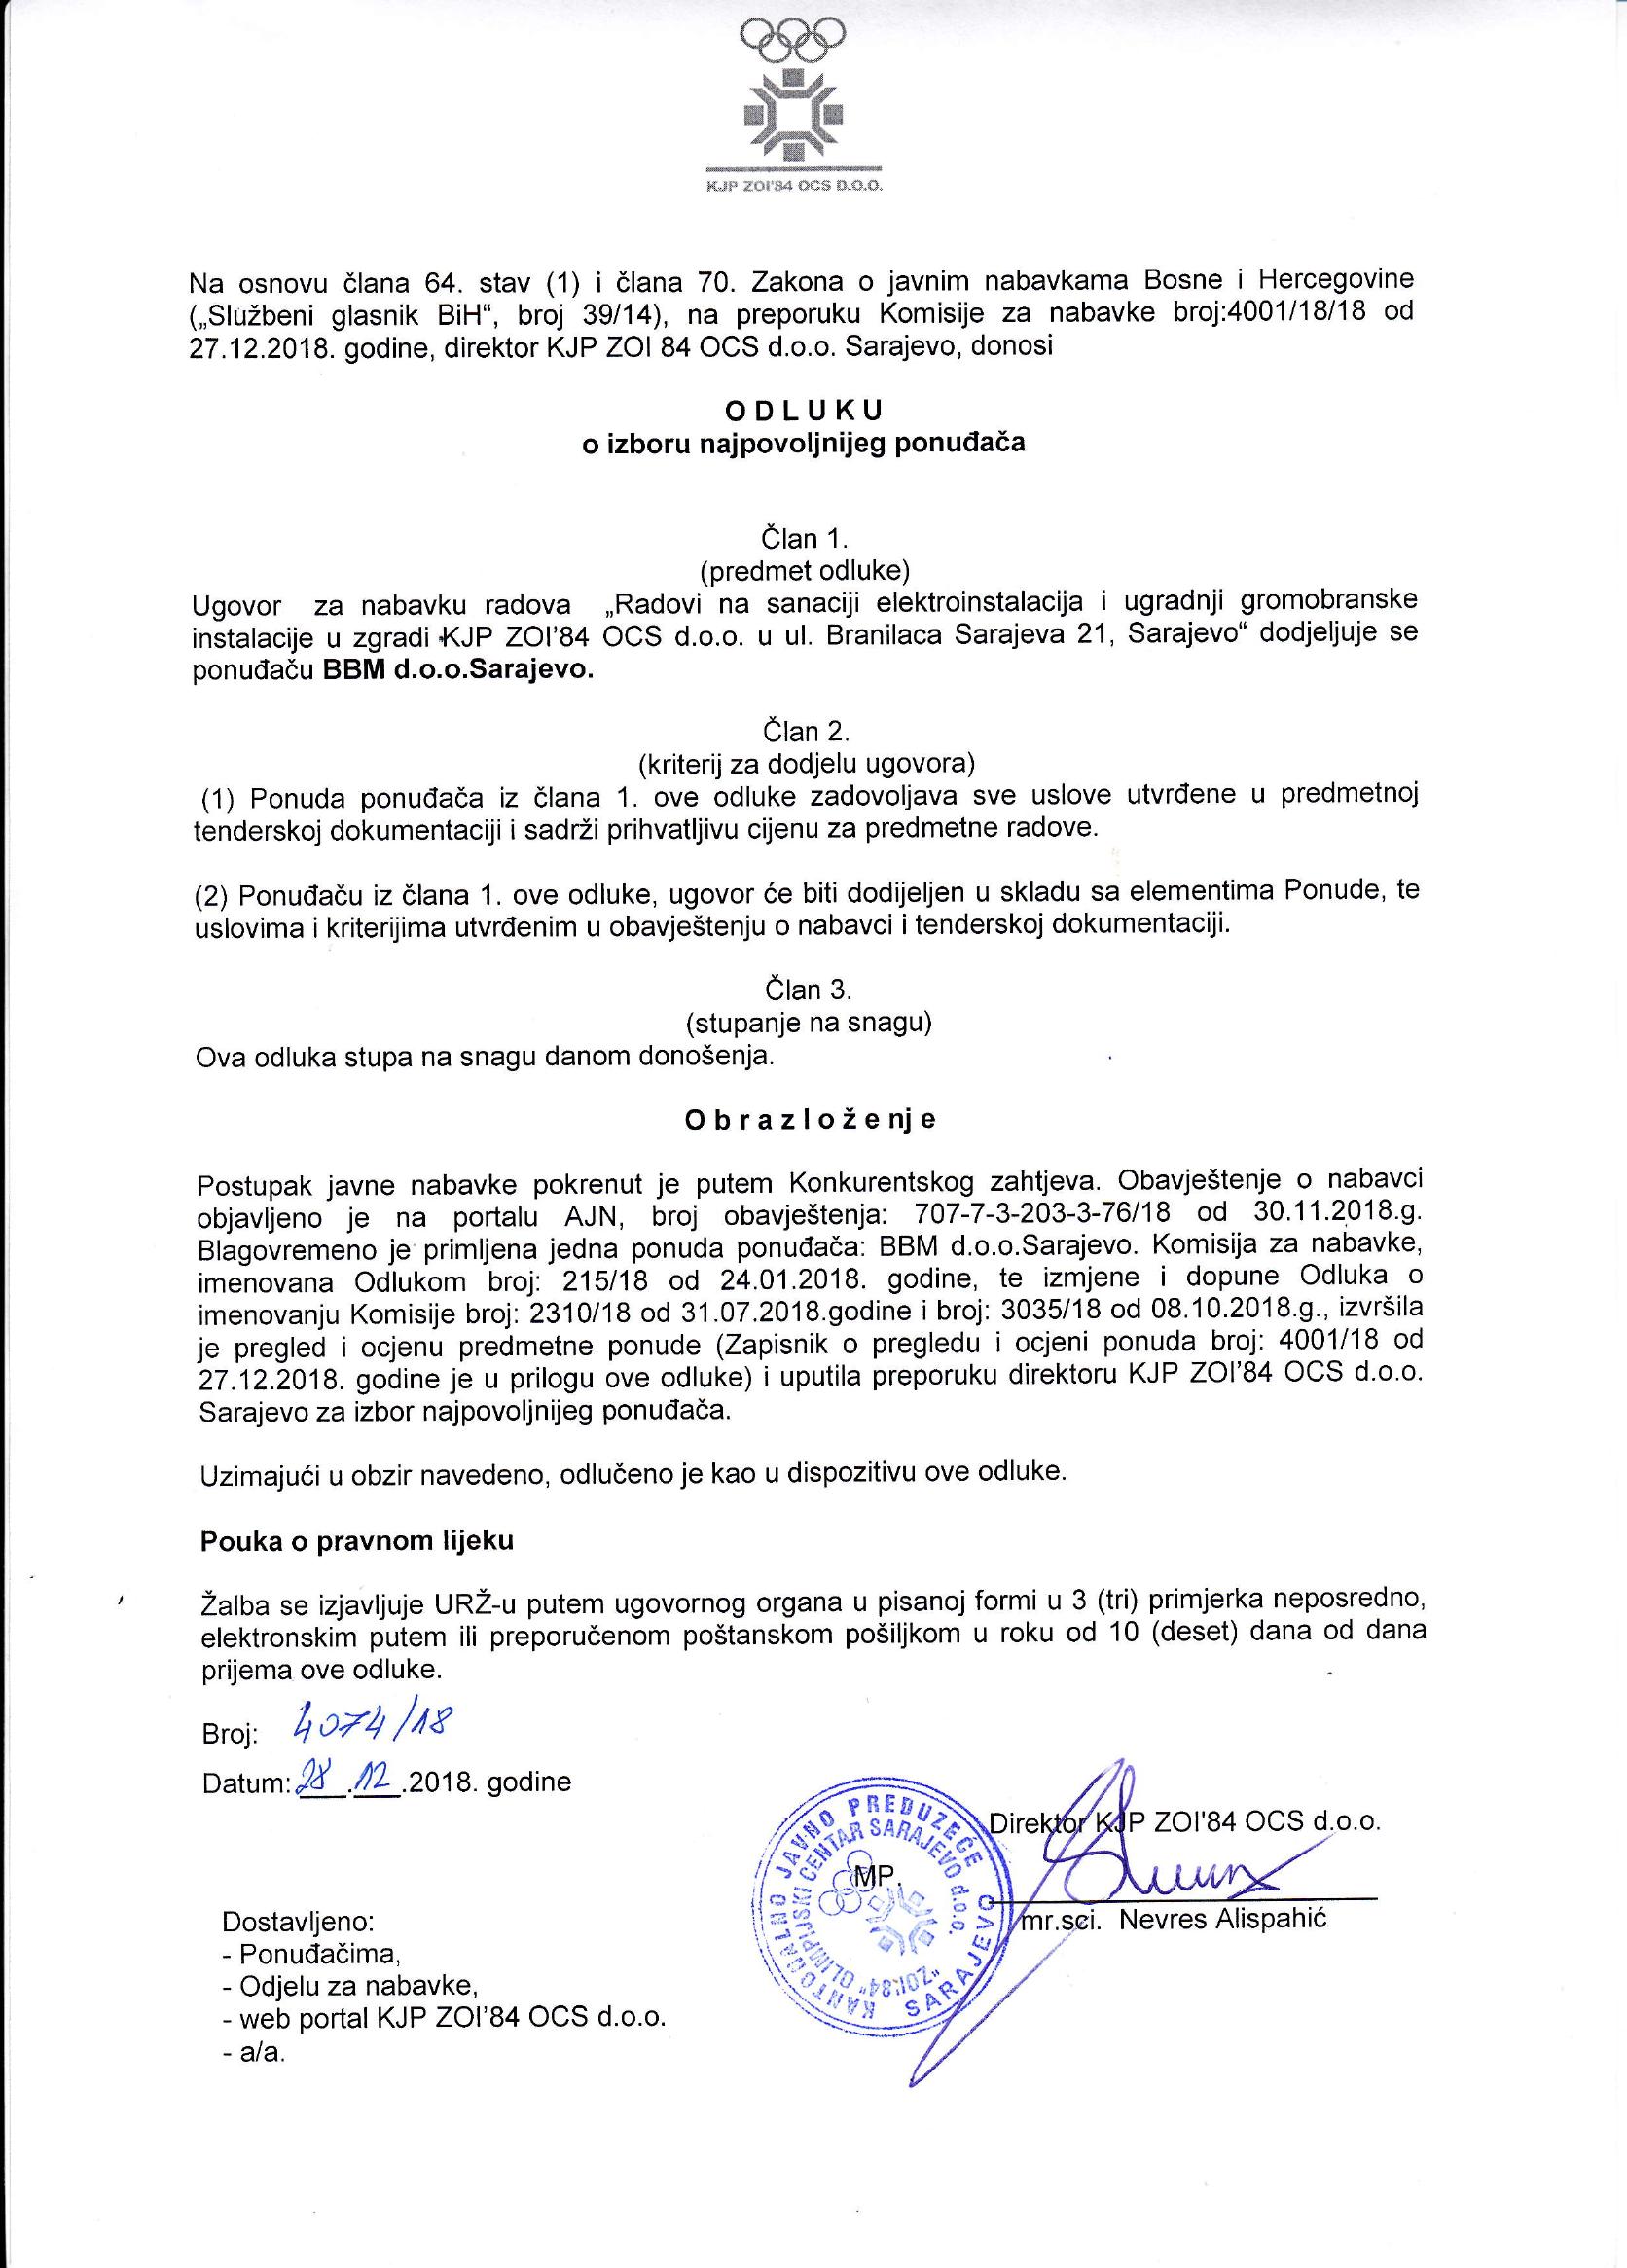 KJP ZOI'84 OCS D.O.O.
Na osnovu člana 64. stav (1) i člana 70. Zakona o javnim nabavkama Bosne i Hercegovine
(„Službeni glasnik BiH“, broj 39/14), na preporuku Komisije za nabavke broj:4001/18/18 od
27.12.2018. godine, direktor KJP ZOI 84 OCS d.o.o. Sarajevo, donosi
O D L U K U
o izboru najpovoljnijeg ponuđača
Član 1.
(predmet odluke)
Ugovor za nabavku radova „Radovi na sanaciji elektroinstalacija i ugradnji gromobranske
instalacije u zgradi KJP ZOI’84 OCS d.o.o. u ul. Branilaca Sarajeva 21, Sarajevo“ dodjeljuje se
ponuđaču BBM d.o.o.Sarajevo.
Član 2.
(kriterij za dodjelu ugovora)
(1) Ponuda ponuđača iz člana 1. ove odluke zadovoljava sve uslove utvrđene u predmetnoj
tenderskoj dokumentaciji i sadrži prihvatljivu cijenu za predmetne radove.
(2) Ponuđaču iz člana 1. ove odluke, ugovor će biti dodijeljen u skladu sa elementima Ponude, te
uslovima i kriterijima utvrđenim u obavještenju o nabavci i tenderskoj dokumentaciji.
Član 3.
(stupanje na snagu)
Ova odluka stupa na snagu danom donošenja.
O b r a z l o ž e nj e
Postupak javne nabavke pokrenut je putem Konkurentskog zahtjeva. Obavještenje o nabavci
objavljeno je na portalu AJN, broj obavještenja: 707-7-3-203-3-76/18 od 30.11.2018.g.
Blagovremeno je primljena jedna ponuda ponuđača: BBM d.o.o.Sarajevo. Komisija za nabavke,
imenovana Odlukom broj: 215/18 od 24.01.2018. godine, te izmjene i dopune Odluka o
imenovanju Komisije broj: 2310/18 od 31.07.2018.godine i broj: 3035/18 od 08.10.2018.g., izvršila
je pregled i ocjenu predmetne ponude (Zapisnik o pregledu i ocjeni ponuda broj: 4001/18 od
27.12.2018. godine je u prilogu ove odluke) i uputila preporuku direktoru KJP ZOI’84 OCS d.o.o.
Sarajevo za izbor najpovoljnijeg ponuđača.
Uzimajući u obzir navedeno, odlučeno je kao u dispozitivu ove odluke.
Pouka o pravnom lijeku
Žalba se izjavljuje URŽ-u putem ugovornog organa u pisanoj formi u 3 (tri) primjerka neposredno,
elektronskim putem ili preporučenom poštanskom pošiljkom u roku od 10 (deset) dana od dana
prijema ove odluke.
Broj: 4074/18
Datum: 28.12.2018. godine
Direktor KJP ZOI'84 OCS d.o.o.
MP.
mr.sci. Nevres Alispahić
KANTONALNO JAVNO PREDUZEĆE
"ZOI'84" OLIMPIJSKI CENTAR SARAJEVO d.o.o.
SARAJEVO
Dostavljeno:
- Ponuđačima,
- Odjelu za nabavke,
- web portal KJP ZOI’84 OCS d.o.o.
- a/a.